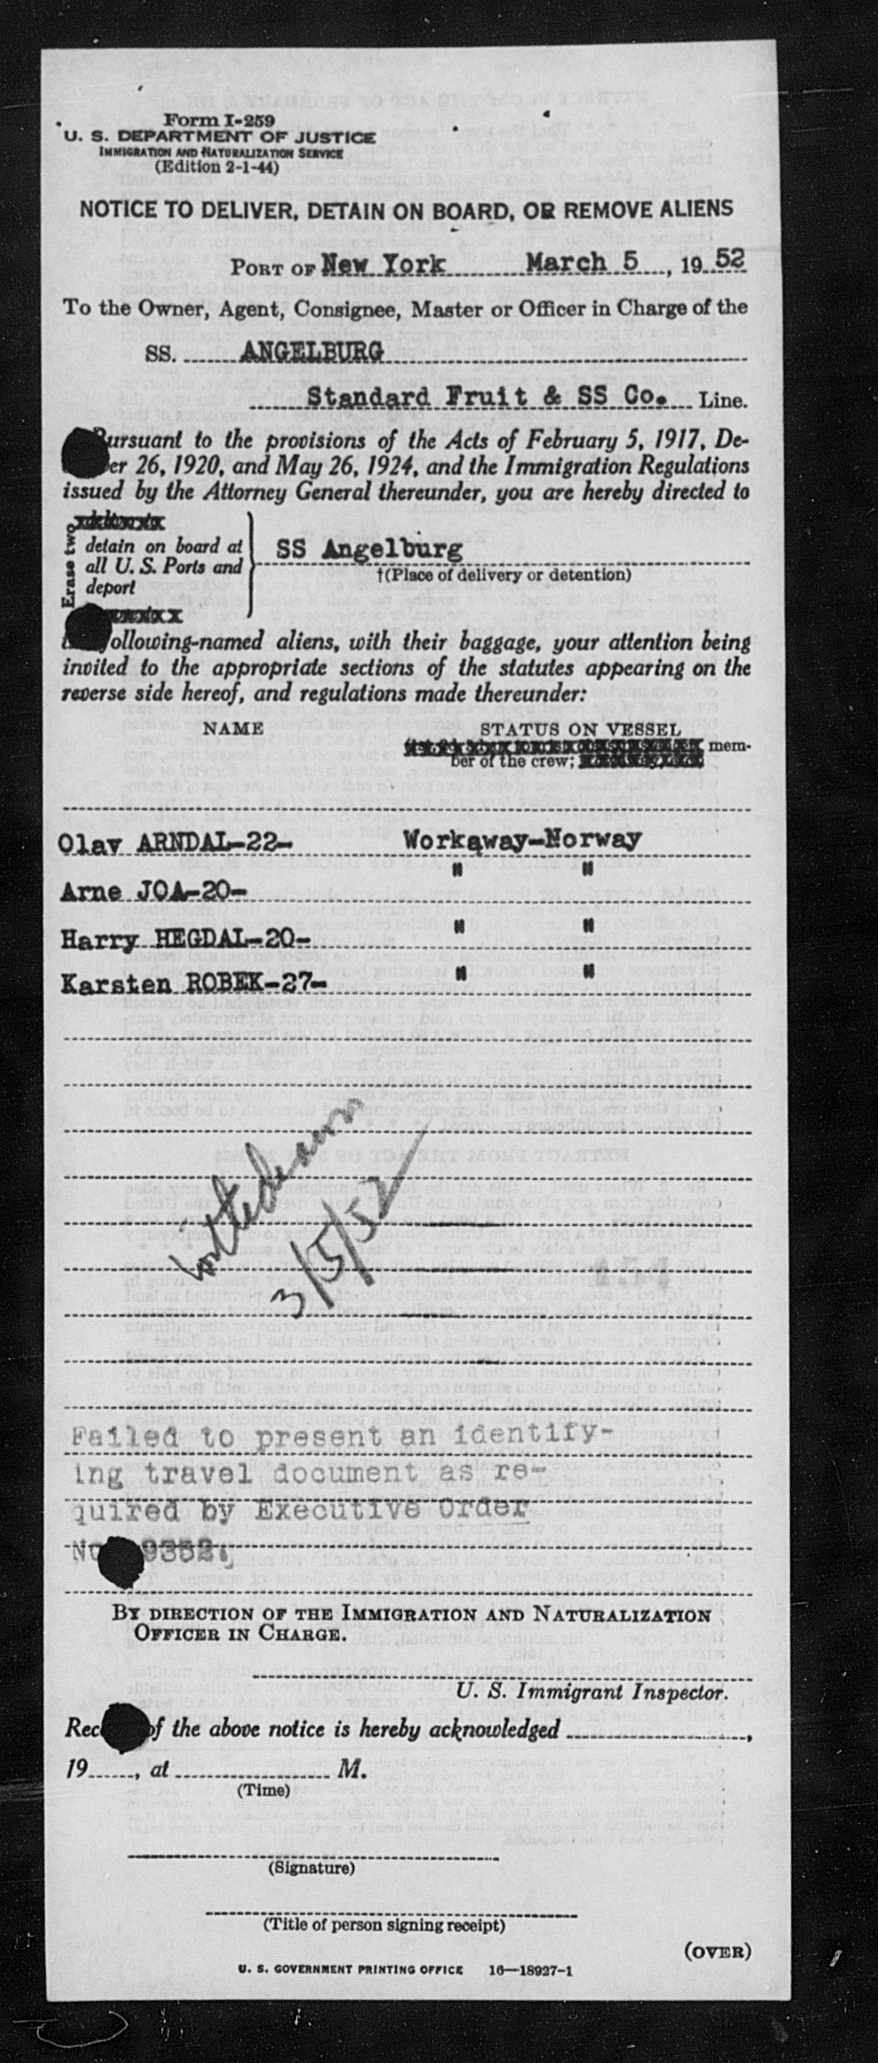 Form I-259
U. S. DEPARTMENT OF JUSTICE
IMMIGRATION AND NATURALIZATION SERVICE
(Edition 2-1-44)
NOTICE TO DELIVER, DETAIN ON BOARD, OR REMOVE ALIENS
PORT OF New York March 5, 19 52
To the Owner, Agent, Consignee, Master or Officer in Charge of the
SS. ANGELBURG
Standard Fruit & SS Co. Line.
Pursuant to the provisions of the Acts of February 5, 1917, De-
er 26, 1920, and May 26, 1924, and the Immigration Regulations
issued by the Attorney General thereunder, you are hereby directed to
Erase two
detain on board at
all U. S. Ports and
deport
SS Angelburg
†(Place of delivery or detention)
following-named aliens, with their baggage, your attention being
invited to the appropriate sections of the statutes appearing on the
reverse side hereof, and regulations made thereunder:
NAME STATUS ON VESSEL
mem-
ber of the crew;
Olav ARNDAL-22- Workaway-Norway
Arne JOA-20- " "
Harry HEGDAL-20- " "
Karsten ROBEK-27- " "
3/5/52
Failed to present an identify-
ing travel document as re-
quired by Executive Order
No 9352;
BY DIRECTION OF THE IMMIGRATION AND NATURALIZATION
OFFICER IN CHARGE.
U. S. Immigrant Inspector.
Rec of the above notice is hereby acknowledged ,
19 , at M.
(Time)
(Signature)
(Title of person signing receipt)
(OVER)
U. S. GOVERNMENT PRINTING OFFICE 16—18927-1